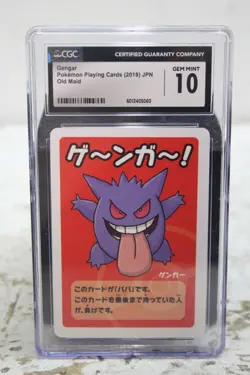 CGC
CERTIFIED GUARANTY COMPANY
Gengar
Pokémon Playing Cards (2019) JPN
Old Maid
GEM MINT
10
6012405060
ゲ〜ンガ〜!
ゲンガー
このカードが「ババ」です。
このカードを最後まで持っていた人
が、負けです。